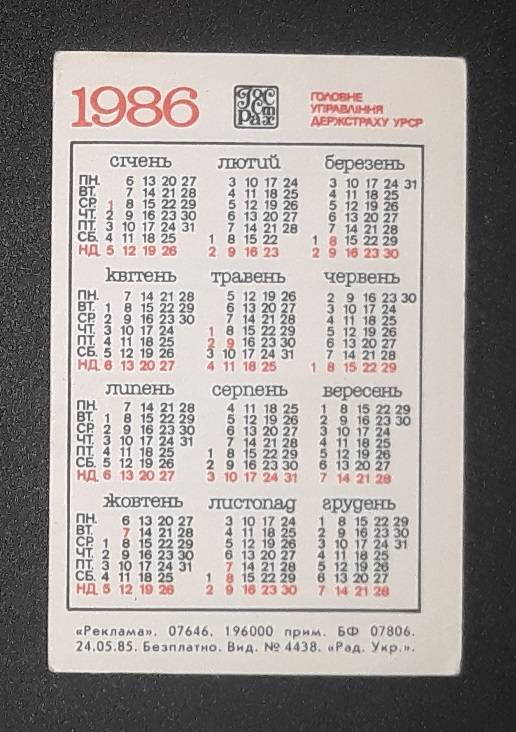 1986
Гос
ст
рах
ГОЛОВНЕ
УПРАВЛІННЯ
ДЕРЖСТРАХУ УРСР
січень лютий березень
ПН. 6 13 20 27 3 10 17 24 3 10 17 24 31
ВТ. 7 14 21 28 4 11 18 25 4 11 18 25
СР. 1 8 15 22 29 5 12 19 26 5 12 19 26
ЧТ. 2 9 16 23 30 6 13 20 27 6 13 20 27
ПТ. 3 10 17 24 31 7 14 21 28 7 14 21 28
СБ. 4 11 18 25 1 8 15 22 1 8 15 22 29
НД. 5 12 19 26 2 9 16 23 2 9 16 23 30
квітень травень червень
ПН. 7 14 21 28 5 12 19 26 2 9 16 23 30
ВТ. 1 8 15 22 29 6 13 20 27 3 10 17 24
СР. 2 9 16 23 30 7 14 21 28 4 11 18 25
ЧТ. 3 10 17 24 1 8 15 22 29 5 12 19 26
ПТ. 4 11 18 25 2 9 16 23 30 6 13 20 27
СБ. 5 12 19 26 3 10 17 24 31 7 14 21 28
НД. 6 13 20 27 4 11 18 25 1 8 15 22 29
липень серпень вересень
ПН. 7 14 21 28 4 11 18 25 1 8 15 22 29
ВТ. 1 8 15 22 29 5 12 19 26 2 9 16 23 30
СР. 2 9 16 23 30 6 13 20 27 3 10 17 24
ЧТ. 3 10 17 24 31 7 14 21 28 4 11 18 25
ПТ. 4 11 18 25 1 8 15 22 29 5 12 19 26
СБ. 5 12 19 26 2 9 16 23 30 6 13 20 27
НД. 6 13 20 27 3 10 17 24 31 7 14 21 28
жовтень листопад грудень
ПН. 6 13 20 27 3 10 17 24 1 8 15 22 29
ВТ. 7 14 21 28 4 11 18 25 2 9 16 23 30
СР. 1 8 15 22 29 5 12 19 26 3 10 17 24 31
ЧТ. 2 9 16 23 30 6 13 20 27 4 11 18 25
ПТ. 3 10 17 24 31 7 14 21 28 5 12 19 26
СБ. 4 11 18 25 1 8 15 22 29 6 13 20 27
НД. 5 12 19 26 2 9 16 23 30 7 14 21 28
«Реклама». 07646. 196000 прим. БФ 07806.
24.05.85. Безплатно. Вид. № 4438. «Рад. Укр.».